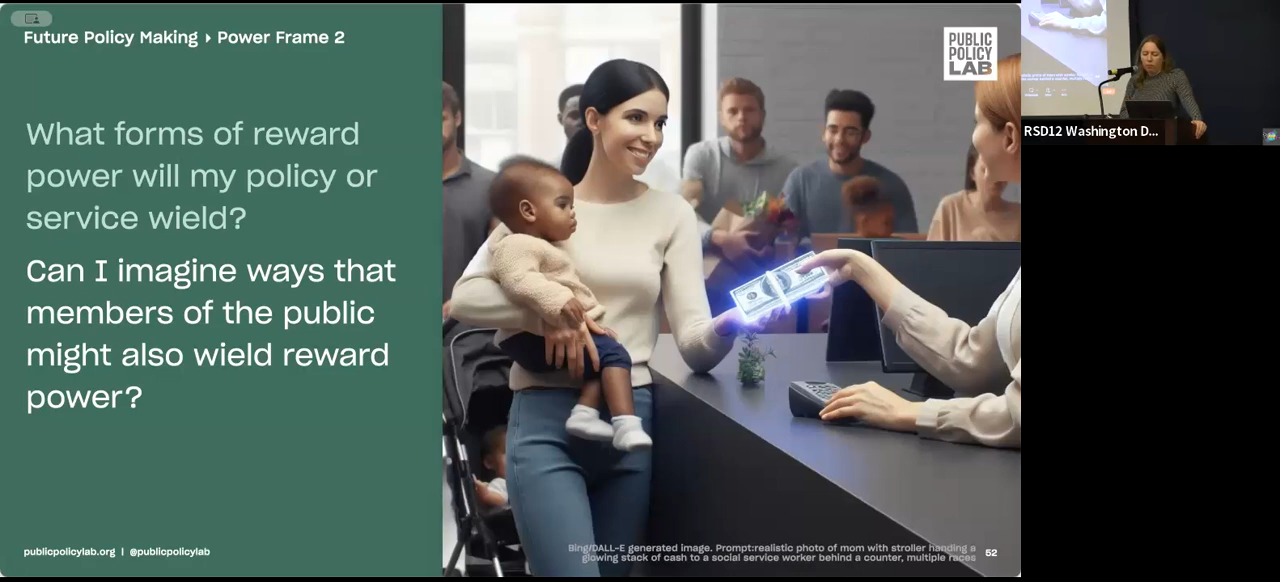 Future Policy Making ▸ Power Frame 2
What forms of reward
power will my policy or
service wield?
Can I imagine ways that
members of the public
might also wield reward
power?
publicpolicylab.org | @publicpolicylab
PUBLIC
POLICY
LAB
Bing/DALL-E generated image. Prompt:realistic photo of mom with stroller handing a
glowing stack of cash to a social service worker behind a counter, multiple races
52
RSD12 Washington D...